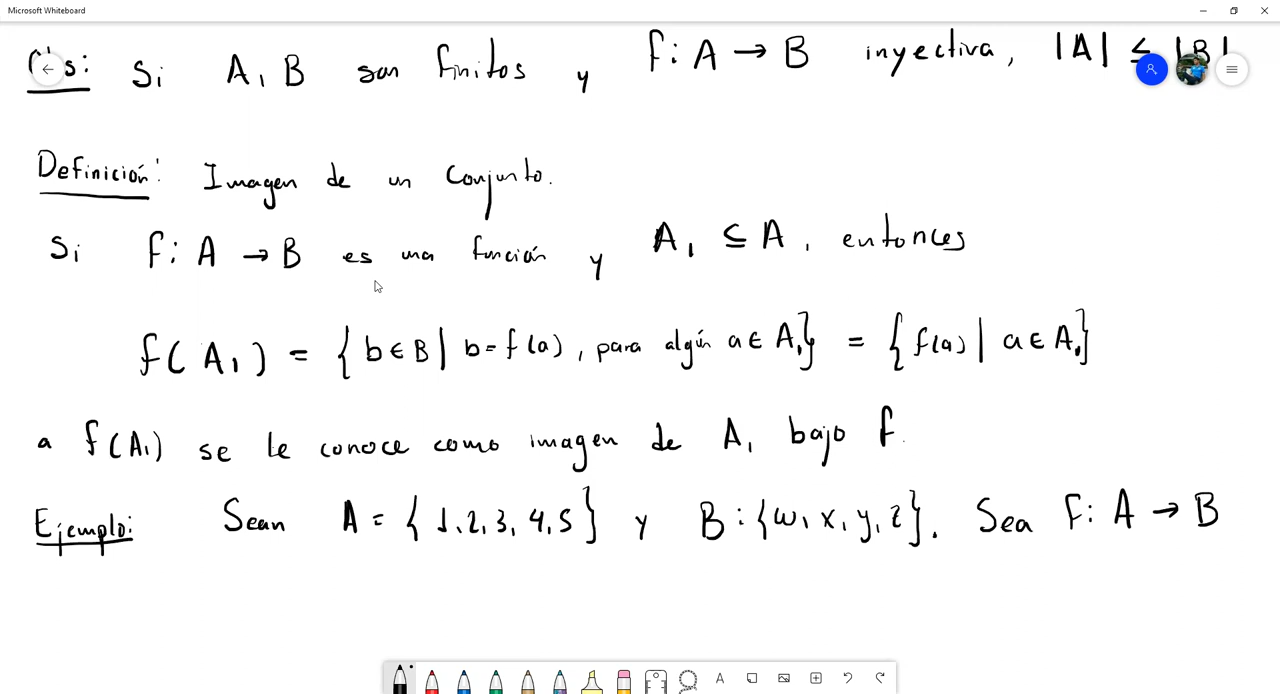 Microsoft Whiteboard
Si A, B son finitos y f: A → B inyectiva, |A| ≤ |B|
Definición: Imagen de un conjunto.
Si f: A → B es una función y A₁ ⊆ A, entonces
f(A₁) = {b ∈ B | b = f(a), para algún a ∈ A₁} = {f(a) | a ∈ A₁}
a f(A₁) se le conoce como imagen de A₁ bajo f.
Ejemplo: Sean A = {1, 2, 3, 4, 5} y B : {w, x, y, z}. Sea f: A → B